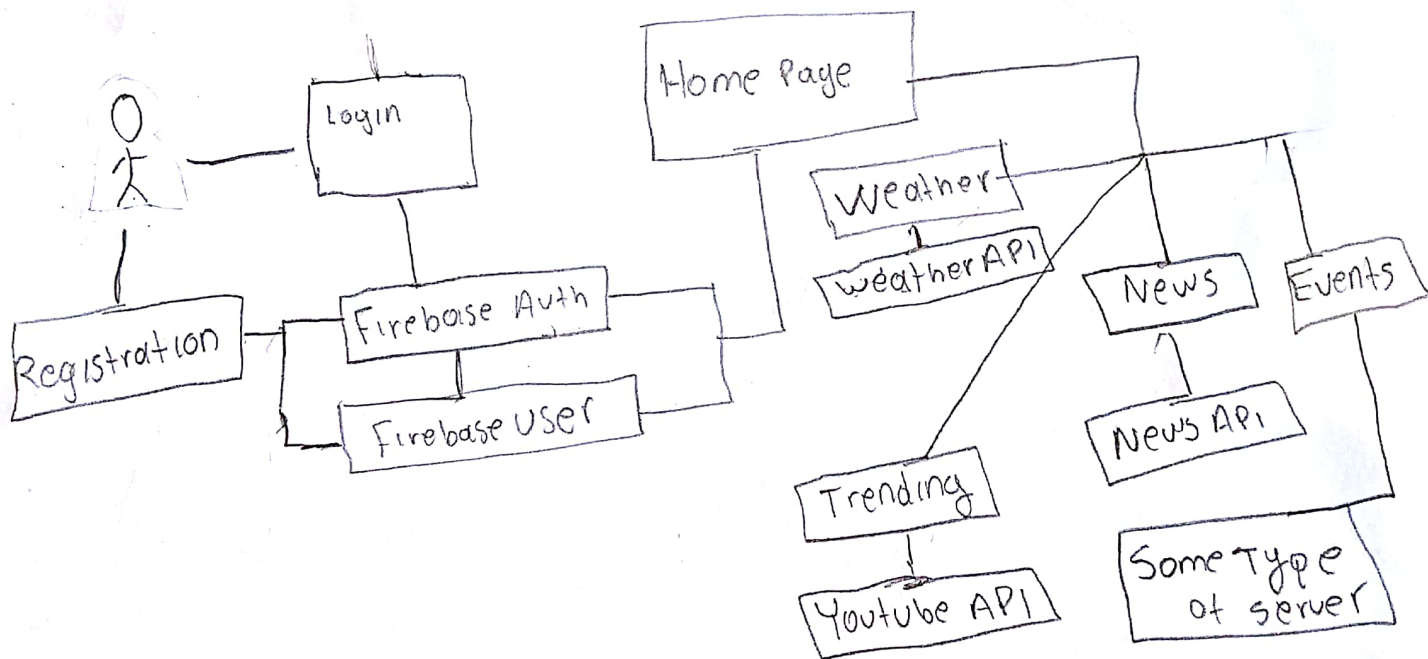 Home Page
Login
Weather
weather API
News
Events
Firebase Auth
Registration
Firebase User
News API
Trending
Some Type
of server
Youtube API